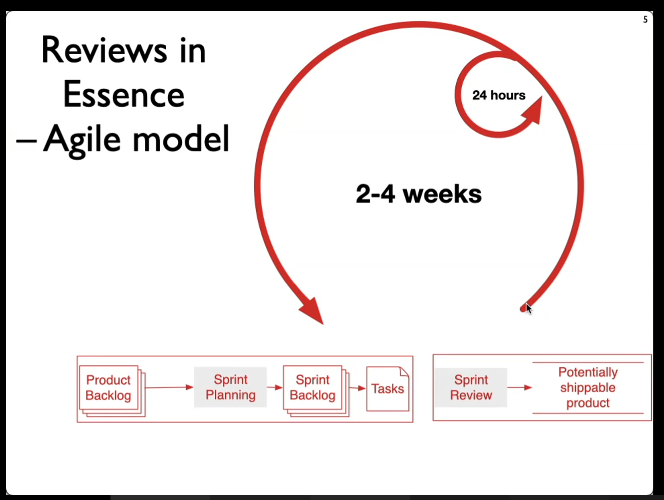 5
Reviews in
Essence
– Agile model
24 hours
2-4 weeks
Product
Backlog
Sprint
Planning
Sprint
Backlog
Tasks
Sprint
Review
Potentially
shippable
product